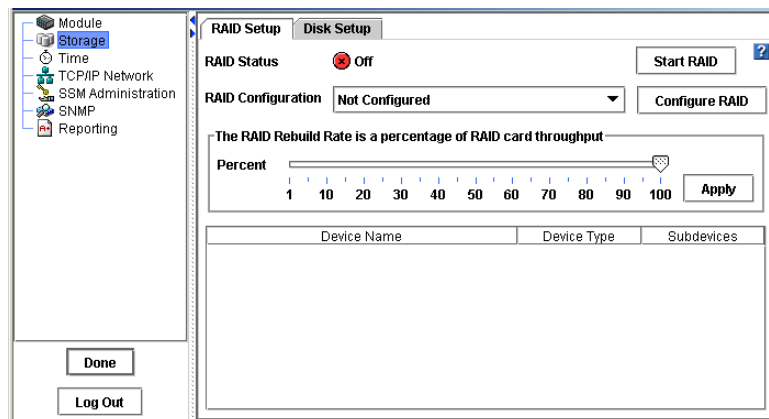 Module
Storage
Time
TCP/IP Network
SSM Administration
SNMP
Reporting
Done
Log Out
RAID Setup Disk Setup
RAID Status Off Start RAID ?
RAID Configuration Not Configured Configure RAID
The RAID Rebuild Rate is a percentage of RAID card throughput
Percent
1 10 20 30 40 50 60 70 80 90 100 Apply
Device Name Device Type Subdevices